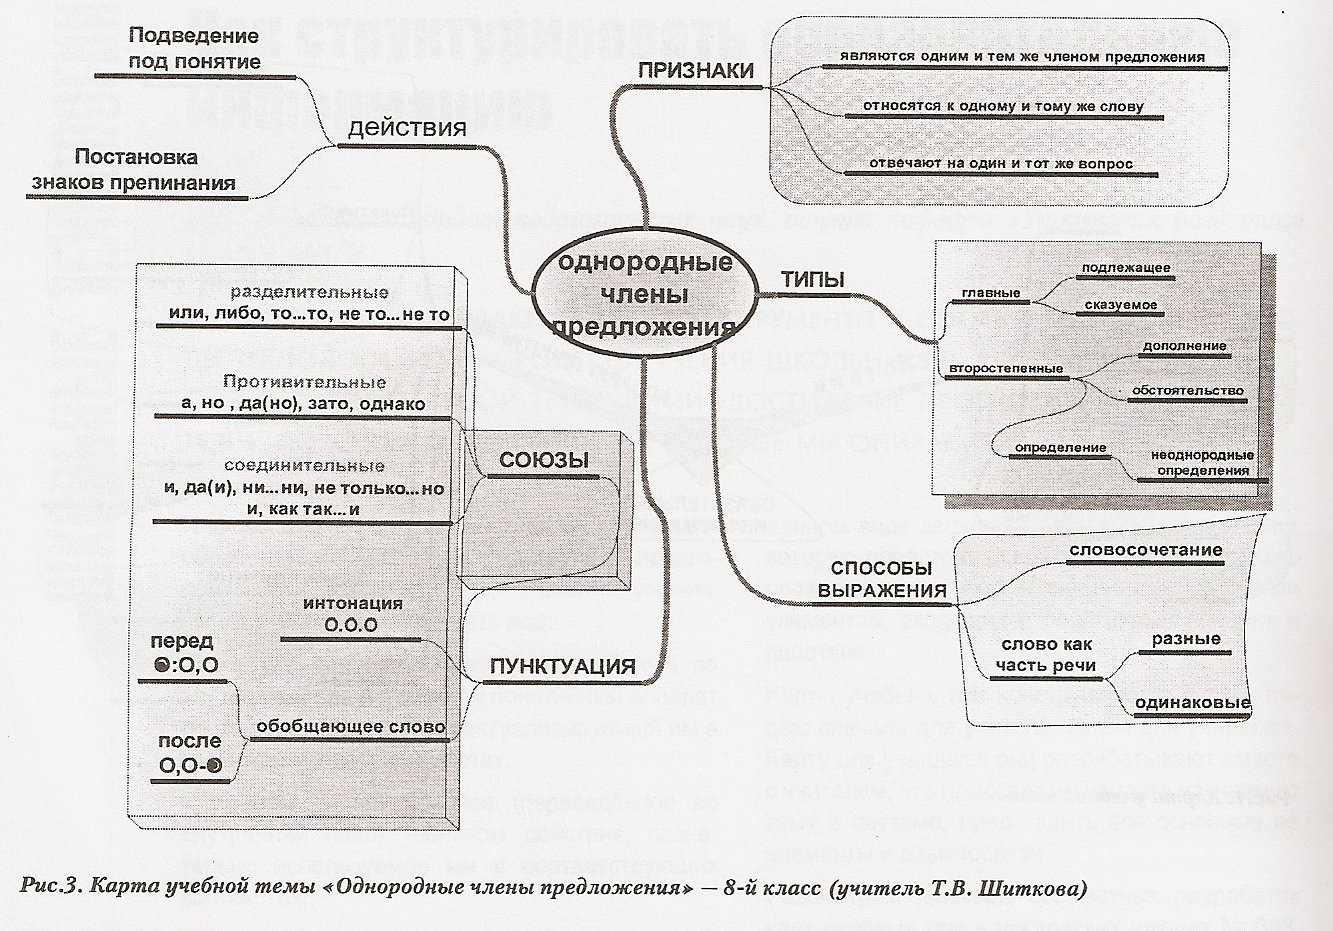 Подведение
под понятие
ДЕЙСТВИЯ
Постановка
знаков препинания
ПРИЗНАКИ
являются одним и тем же членом предложения
относятся к одному и тому же слову
отвечают на один и тот же вопрос
однородные
члены
предложения
ТИПЫ
главные
подлежащее
сказуемое
второстепенные
дополнение
обстоятельство
определение
неоднородные
определения
СПОСОБЫ
ВЫРАЖЕНИЯ
словосочетание
слово как
часть речи
разные
одинаковые
разделительные
или, либо, то...то, не то...не то
Противительные
а, но , да(но), зато, однако
соединительные
и, да(и), ни...ни, не только...но
и, как так...и
СОЮЗЫ
ПУНКТУАЦИЯ
интонация
О.О.О
обобщающее слово
перед
:О,О
после
О,О-
Рис.3. Карта учебной темы «Однородные члены предложения» — 8-й класс (учитель Т.В. Шиткова)